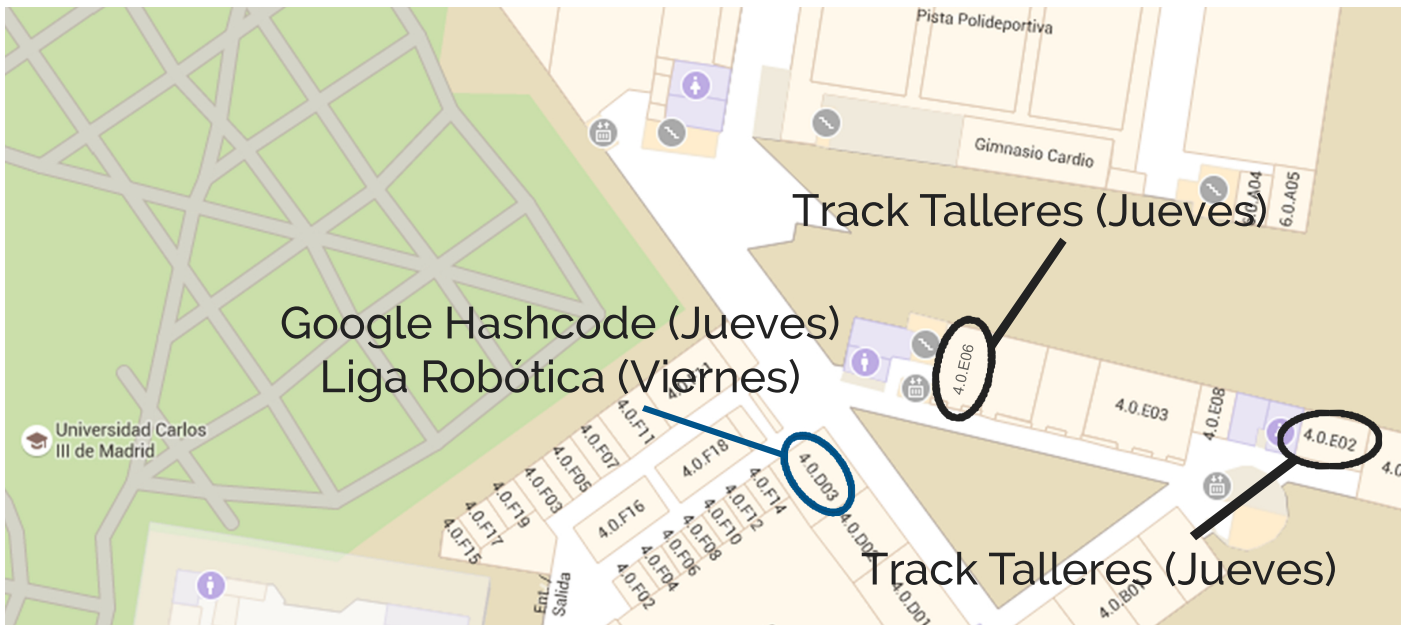 Pista Polideportiva
Gimnasio Cardio
6.0.A04
6.0.A05
Track Talleres (Jueves)
Google Hashcode (Jueves)
Liga Robótica (Viernes)
4.0.E06
4.0.E03
4.0.E08
4.0.E02
Universidad Carlos
III de Madrid
4.0.F11
4.0.F07
4.0.F05
4.0.F03
4.0.F19
4.0.F17
4.0.F15
4.0.F18
4.0.F16
4.0.F14
4.0.F12
4.0.F10
4.0.F08
4.0.F06
4.0.F04
4.0.F02
4.0.D03
4.0.D01
4.0.B01
Ent./
Salida
Track Talleres (Jueves)